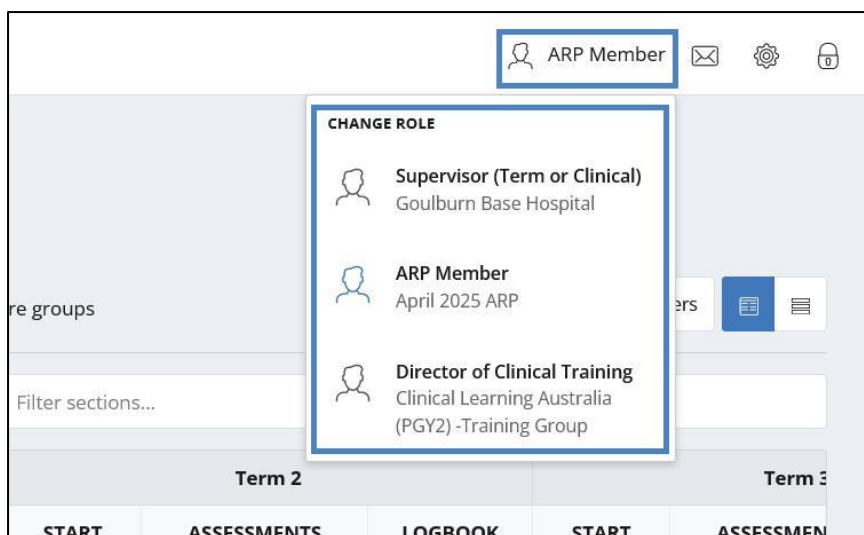 ARP Member
CHANGE ROLE
Supervisor (Term or Clinical)
Goulburn Base Hospital
ARP Member
April 2025 ARP
Director of Clinical Training
Clinical Learning Australia
(PGY2) -Training Group
re groups
ers
Filter sections...
Term 2
Term 3
START
ASSESSMENTS
LOGBOOK
START
ASSESSMEN